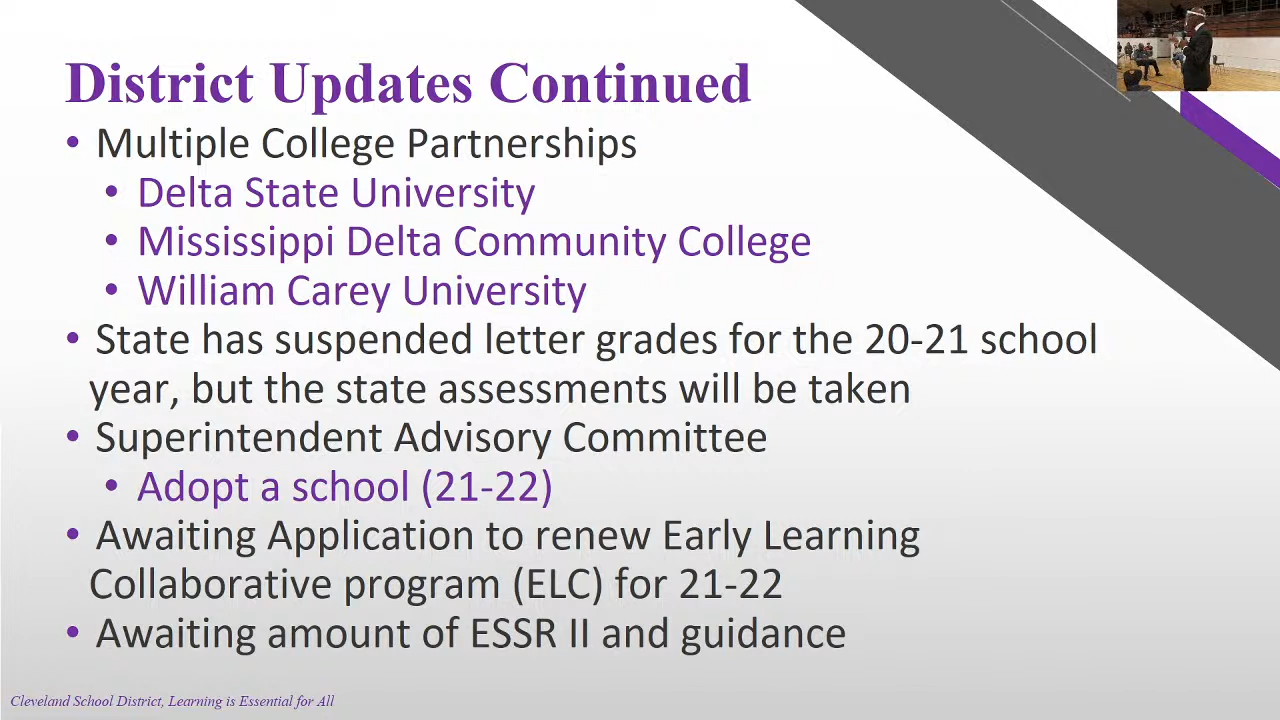 District Updates Continued
• Multiple College Partnerships
• Delta State University
• Mississippi Delta Community College
• William Carey University
• State has suspended letter grades for the 20-21 school
year, but the state assessments will be taken
• Superintendent Advisory Committee
• Adopt a school (21-22)
• Awaiting Application to renew Early Learning
Collaborative program (ELC) for 21-22
• Awaiting amount of ESSR II and guidance
Cleveland School District, Learning is Essential for All